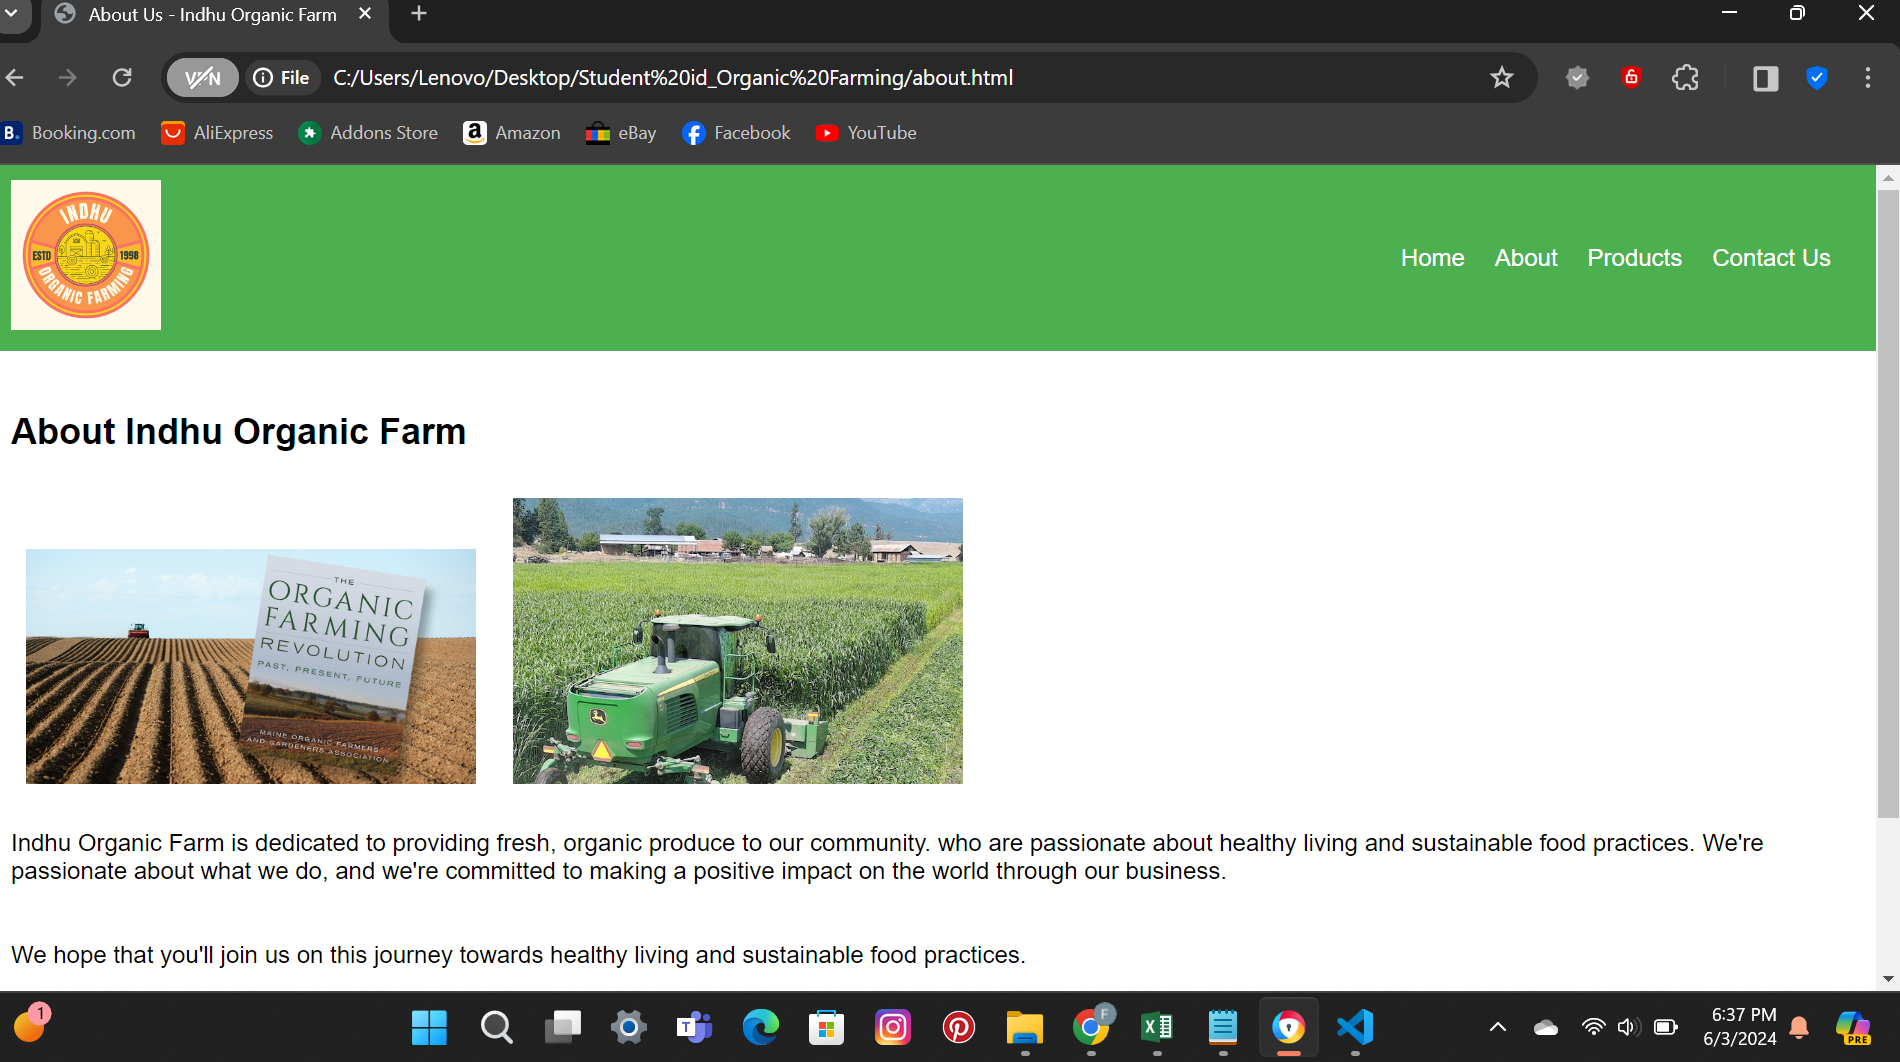 About Us - Indhu Organic Farm
VPN
File
C:/Users/Lenovo/Desktop/Student%20id_Organic%20Farming/about.html
B. Booking.com
AliExpress
Addons Store
a Amazon
eBay
Facebook
YouTube
INDHU
ESTD 1998
ORGANIC FARMING
Home
About
Products
Contact Us
About Indhu Organic Farm
THE
ORGANIC
FARMING
REVOLUTION
PAST, PRESENT, FUTURE
MAINE ORGANIC FARMERS
AND GARDENERS ASSOCIATION
Indhu Organic Farm is dedicated to providing fresh, organic produce to our community. who are passionate about healthy living and sustainable food practices. We're
passionate about what we do, and we're committed to making a positive impact on the world through our business.
We hope that you'll join us on this journey towards healthy living and sustainable food practices.
1
T
F
X
6:37 PM
6/3/2024
PRE